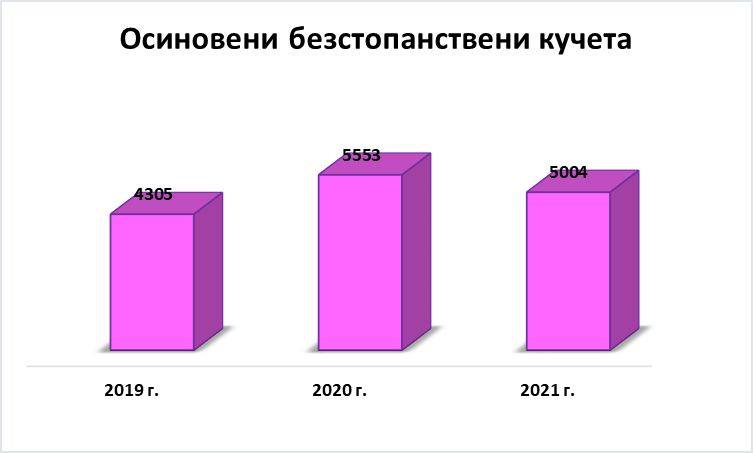 Осиновени безстопанствени кучета
4305
5553
5004
2019 г.
2020 г.
2021 г.